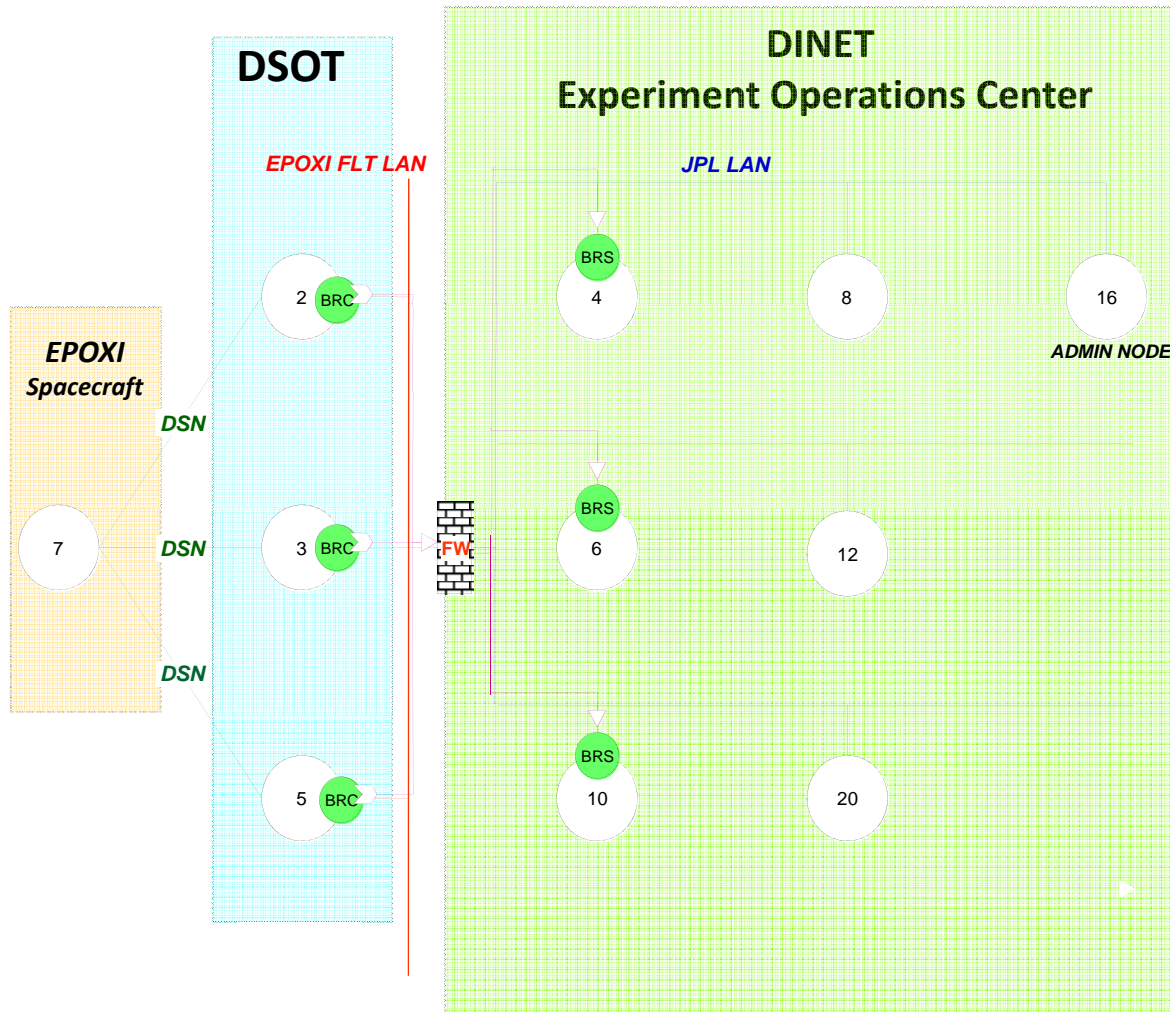 DSOT
DINET
Experiment Operations Center
EPOXI FLT LAN
JPL LAN
BRS
2
BRC
4
8
16
ADMIN NODE
EPOXI
Spacecraft
DSN
BRS
7
DSN
3
BRC
FW
6
12
DSN
BRS
5
BRC
10
20